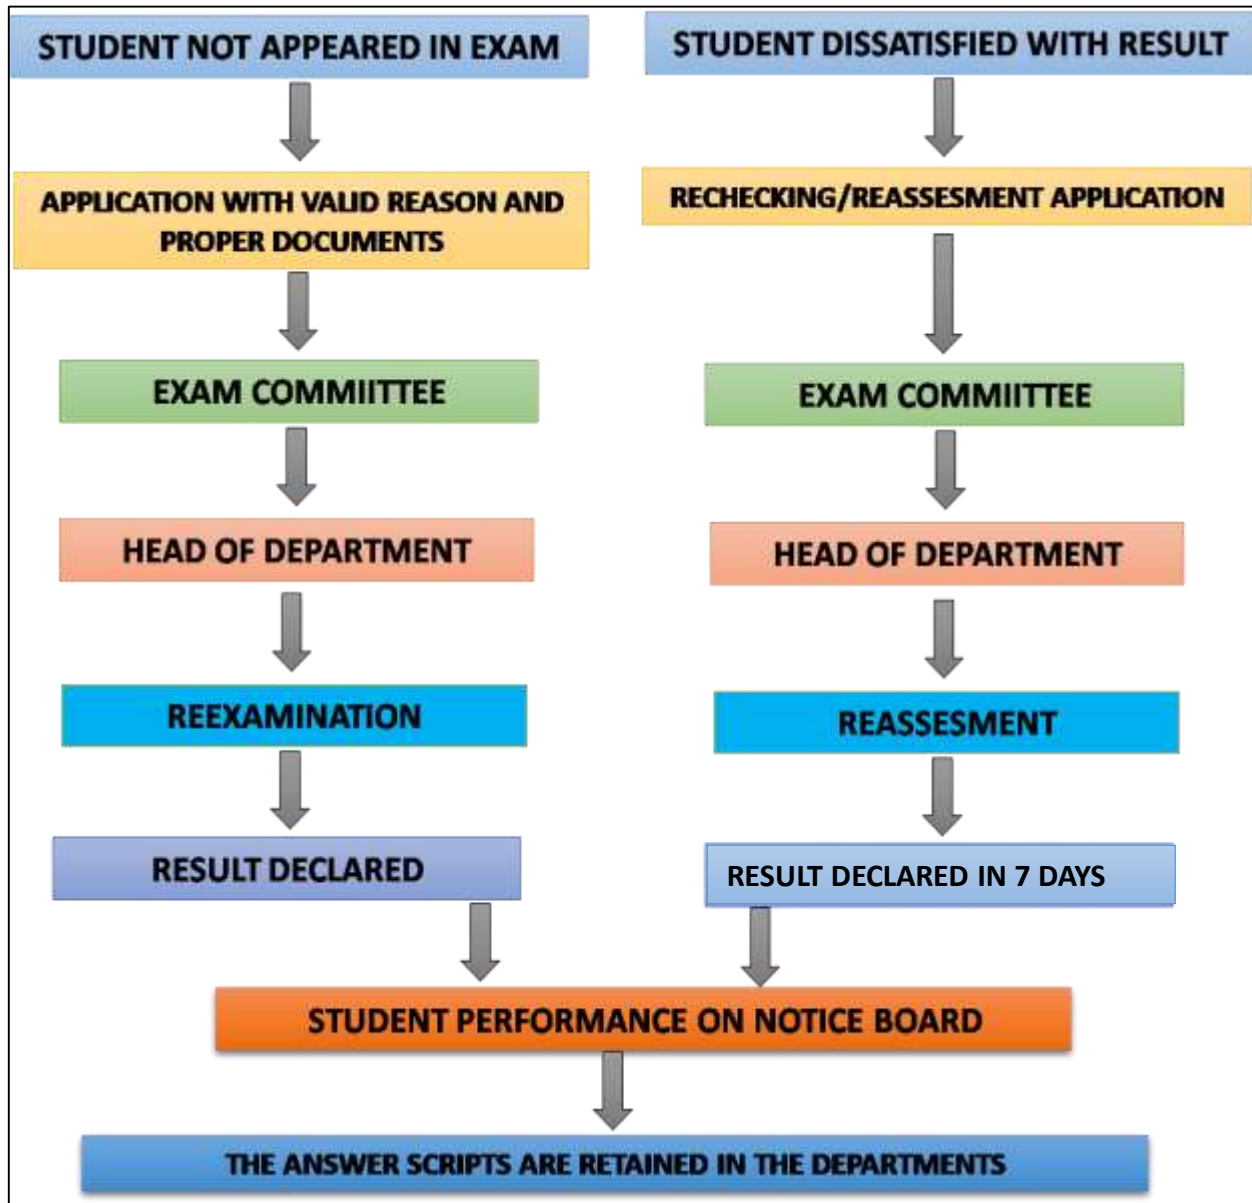 STUDENT NOT APPEARED IN EXAM
APPLICATION WITH VALID REASON AND
PROPER DOCUMENTS
EXAM COMMIITTEE
HEAD OF DEPARTMENT
REEXAMINATION
RESULT DECLARED
STUDENT DISSATISFIED WITH RESULT
RECHECKING/REASSESMENT APPLICATION
EXAM COMMIITTEE
HEAD OF DEPARTMENT
REASSESMENT
RESULT DECLARED IN 7 DAYS
STUDENT PERFORMANCE ON NOTICE BOARD
THE ANSWER SCRIPTS ARE RETAINED IN THE DEPARTMENTS